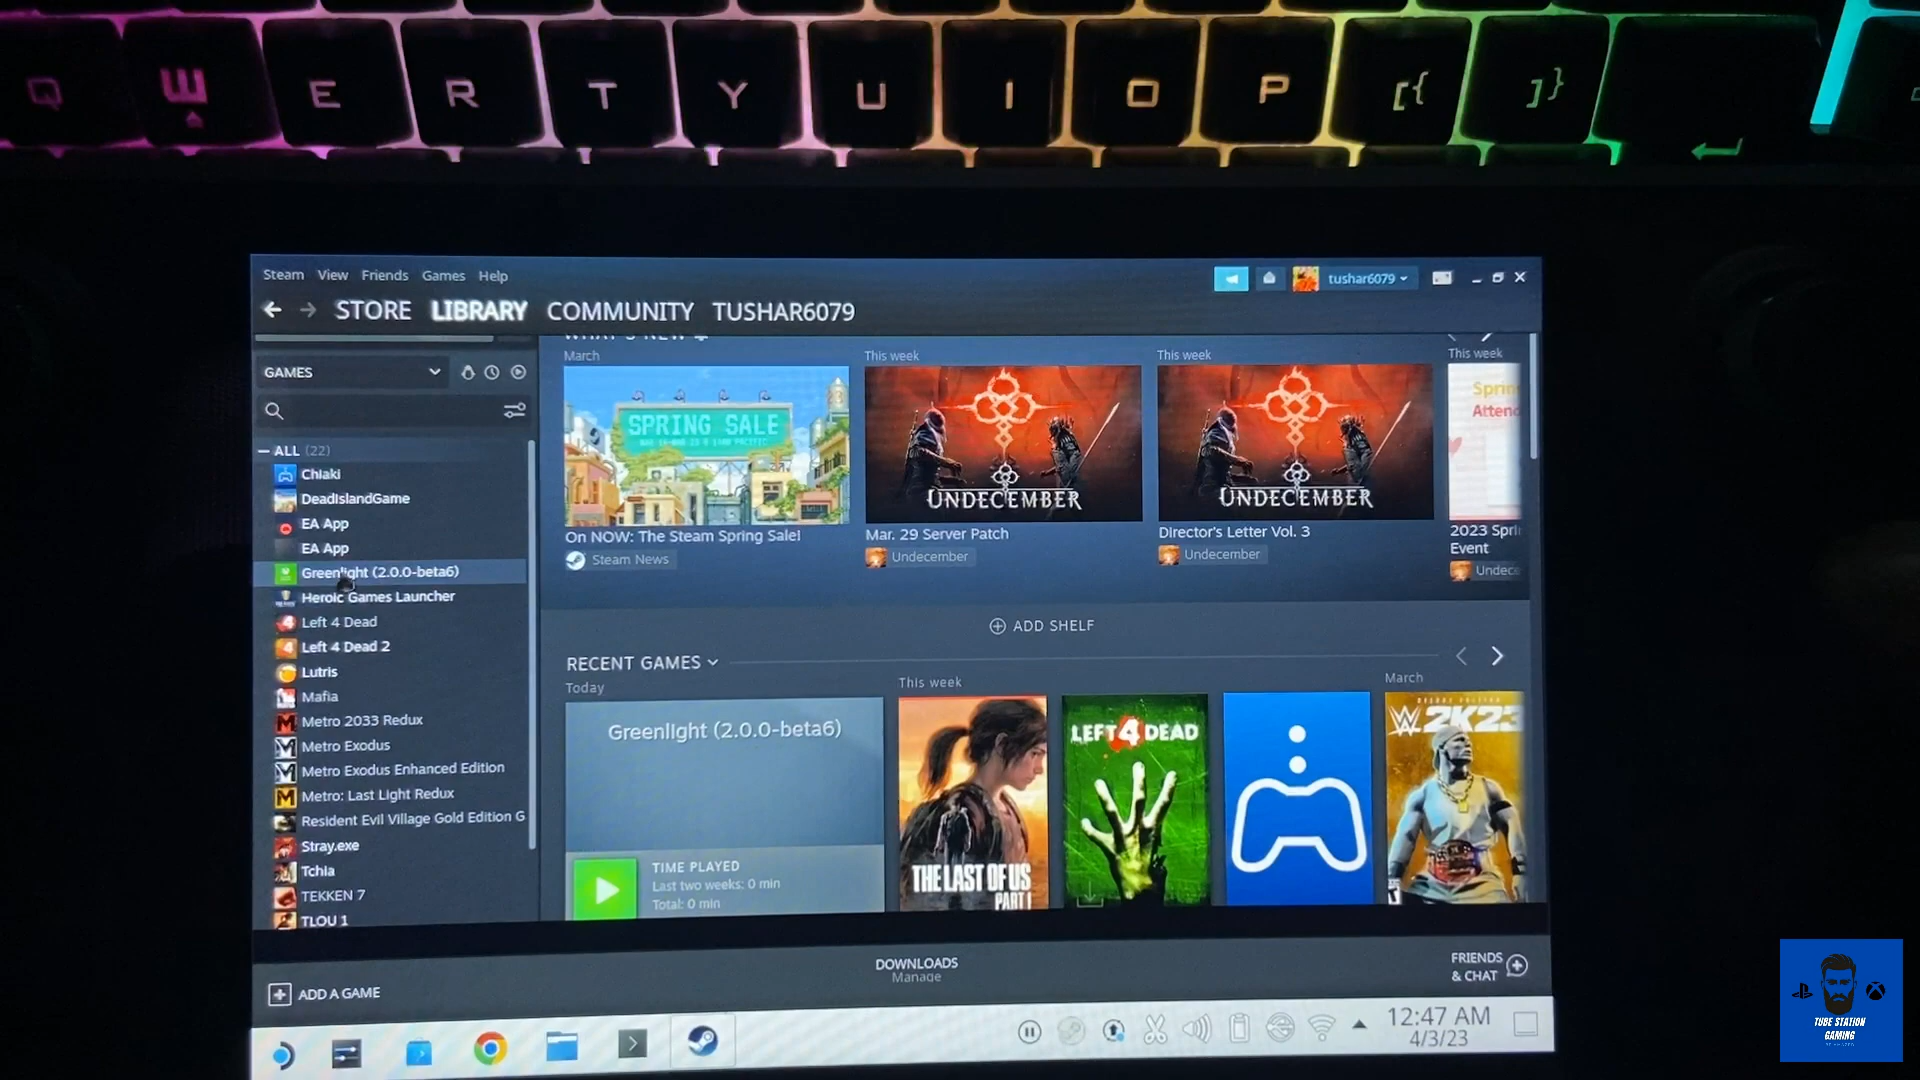 Q W E R T Y U I O P [{ ]}
Steam View Friends Games Help
tushar6079
STORE LIBRARY COMMUNITY TUSHAR6079
WHAT'S NEW
GAMES
March
This week
This week
This week
SPRING SALE
UNDECEMBER
UNDECEMBER
Spring
Atten
On NOW: The Steam Spring Sale!
Steam News
Mar. 29 Server Patch
Undecember
Director's Letter Vol. 3
Undecember
2023 Spri
Event
Undece
ALL (22)
Chiaki
DeadIslandGame
EA App
EA App
Greenlight (2.0.0-beta6)
Heroic Games Launcher
Left 4 Dead
Left 4 Dead 2
Lutris
Mafia
Metro 2033 Redux
Metro Exodus
Metro Exodus Enhanced Edition
Metro: Last Light Redux
Resident Evil Village Gold Edition G
Stray.exe
Tchia
TEKKEN 7
TLOU 1
ADD SHELF
RECENT GAMES
Today
This week
March
Greenlight (2.0.0-beta6)
TIME PLAYED
Last two weeks: 0 min
Total: 0 min
THE LAST OF US
PART I
LEFT 4 DEAD
W 2K23
DOWNLOADS
Manage
ADD A GAME
FRIENDS
& CHAT
12:47 AM
4/3/23
TUBE STATION
GAMING